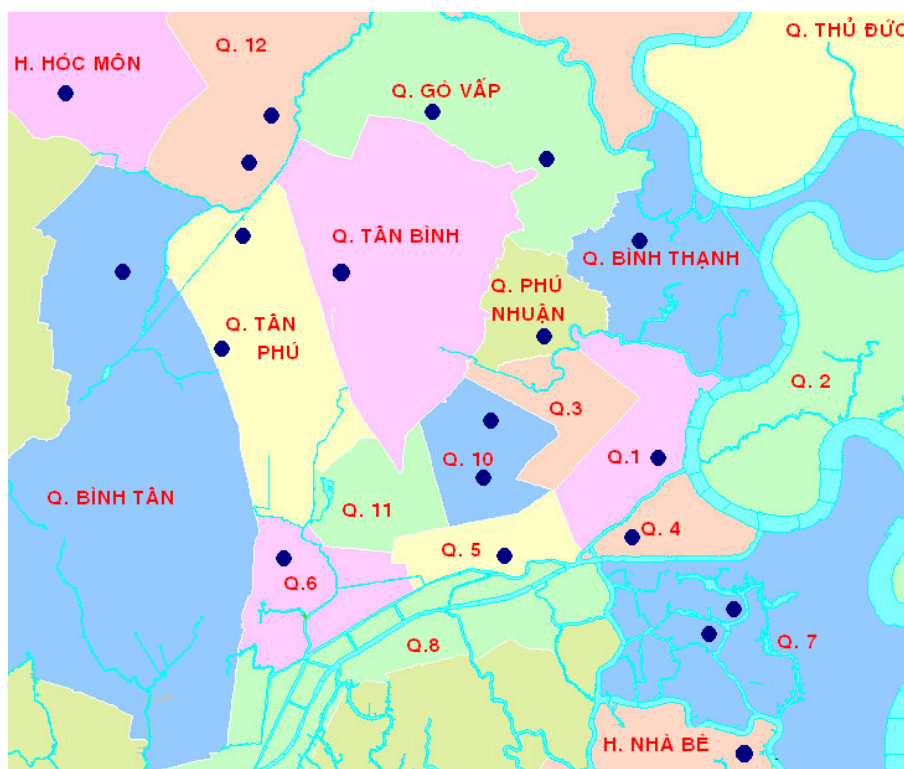 Q. THỦ ĐỨC
Q. 12
H. HÓC MÔN
Q. GÒ VẤP
Q. TÂN BÌNH
Q. BÌNH THẠNH
Q. PHÚ
NHUẬN
Q. TÂN
PHÚ
Q. 2
Q.3
Q.1
Q. 10
Q. BÌNH TÂN
Q. 11
Q. 4
Q. 5
Q.6
Q.8
Q. 7
H. NHÀ BÈ